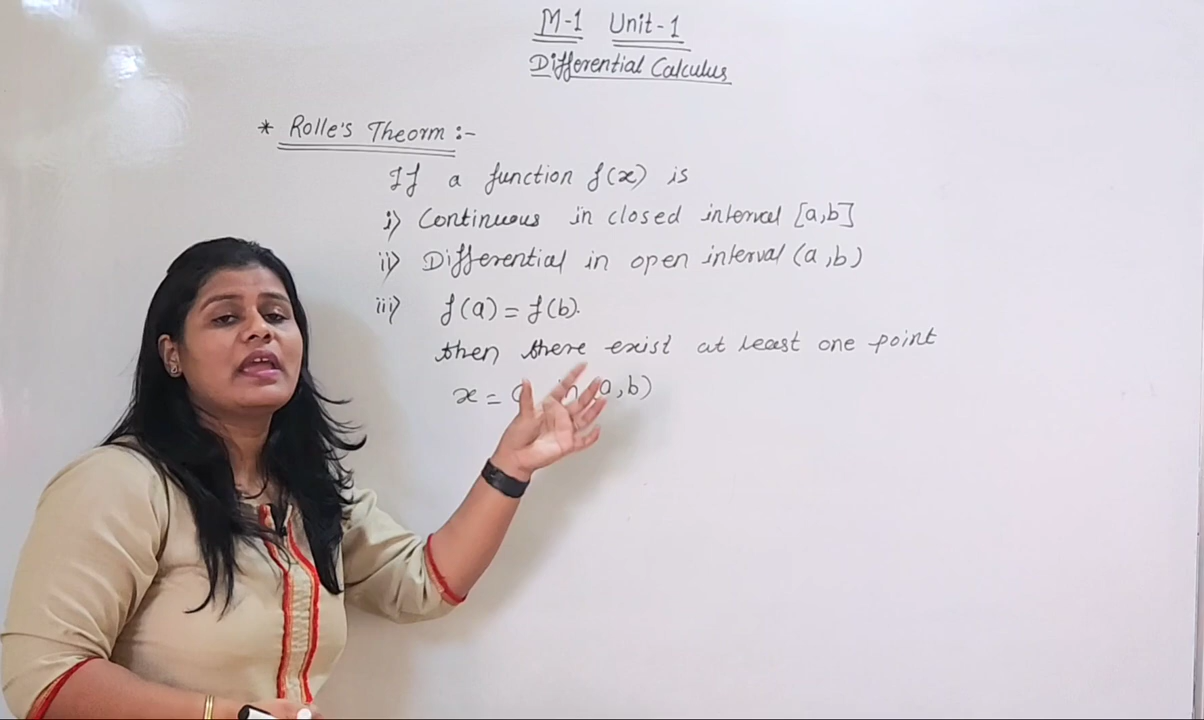 M-1 Unit-1
Differential Calculus
* Rolle's Theorm :-
If a function f(x) is
i) Continuous in closed interval [a,b]
ii) Differential in open interval (a,b)
iii) f(a) = f(b).
then there exist at least one point
x = in (a,b)